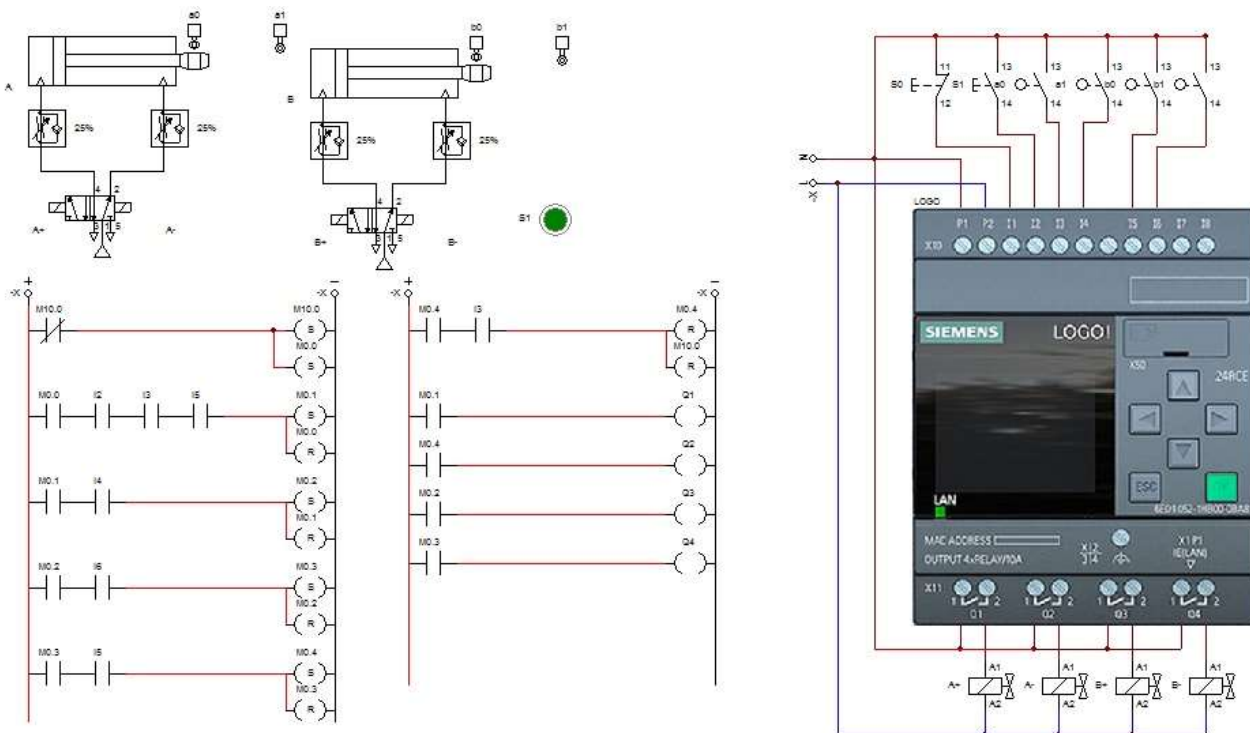 a0
a1
b0
b1
A
25%
25%
B
25%
25%
4 2
3 1 5
A+ A-
4 2
3 1 5
B+ B-
S1
+ -
-X -X
M10.0 M10.0
S
M0.0
S
M0.0 I2 I3 I5 M0.1
S
M0.0
R
M0.1 I4 M0.2
S
M0.1
R
M0.2 I6 M0.3
S
M0.2
R
M0.3 I5 M0.4
S
M0.3
R
+ -
-X -X
M0.4 I3 M0.4
R
M10.0
R
M0.1 Q1
M0.4 Q2
M0.2 Q3
M0.3 Q4
11 13 13 13 13 13
S0 S1 a0 a1 b0 b1
12 14 14 14 14 14
LOGO
P1 P2 I1 I2 I3 I4 I5 I6 I7 I8
X10
SIEMENS LOGO!
X50
24RCE
ESC
LAN
6ED1052-1HB00-0BA8
MAC ADDRESS
OUTPUT 4xRELAY/10A
X1P1
IE(LAN)
X11
1 2 1 2 1 2 1 2
Q1 Q2 Q3 Q4
A1 A1 A1 A1
A+ A- B+ B-
A2 A2 A2 A2